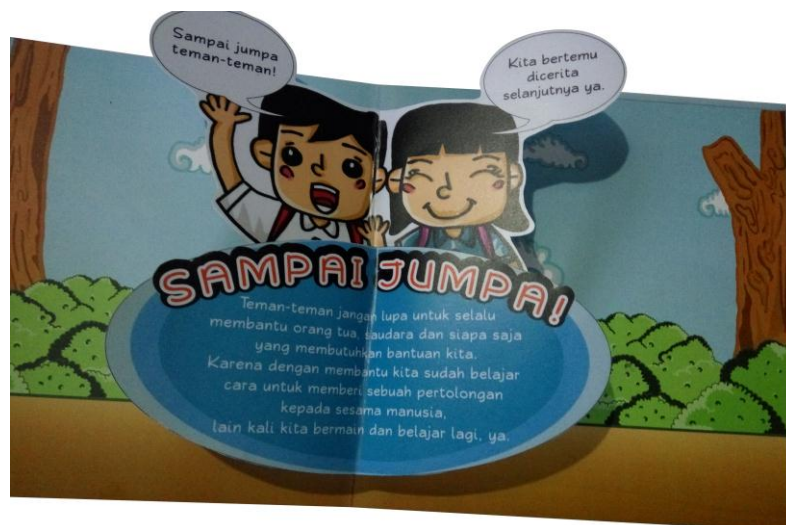 Sampai jumpa
teman-teman!
Kita bertemu
dicerita
selanjutnya ya.
SAMPAI JUMPA!
Teman-teman jangan lupa untuk selalu
membantu orang tua, saudara dan siapa saja
yang membutuhkan bantuan kita.
Karena dengan membantu kita sudah belajar
cara untuk memberi sebuah pertolongan
kepada sesama manusia,
lain kali kita bermain dan belajar lagi, ya.